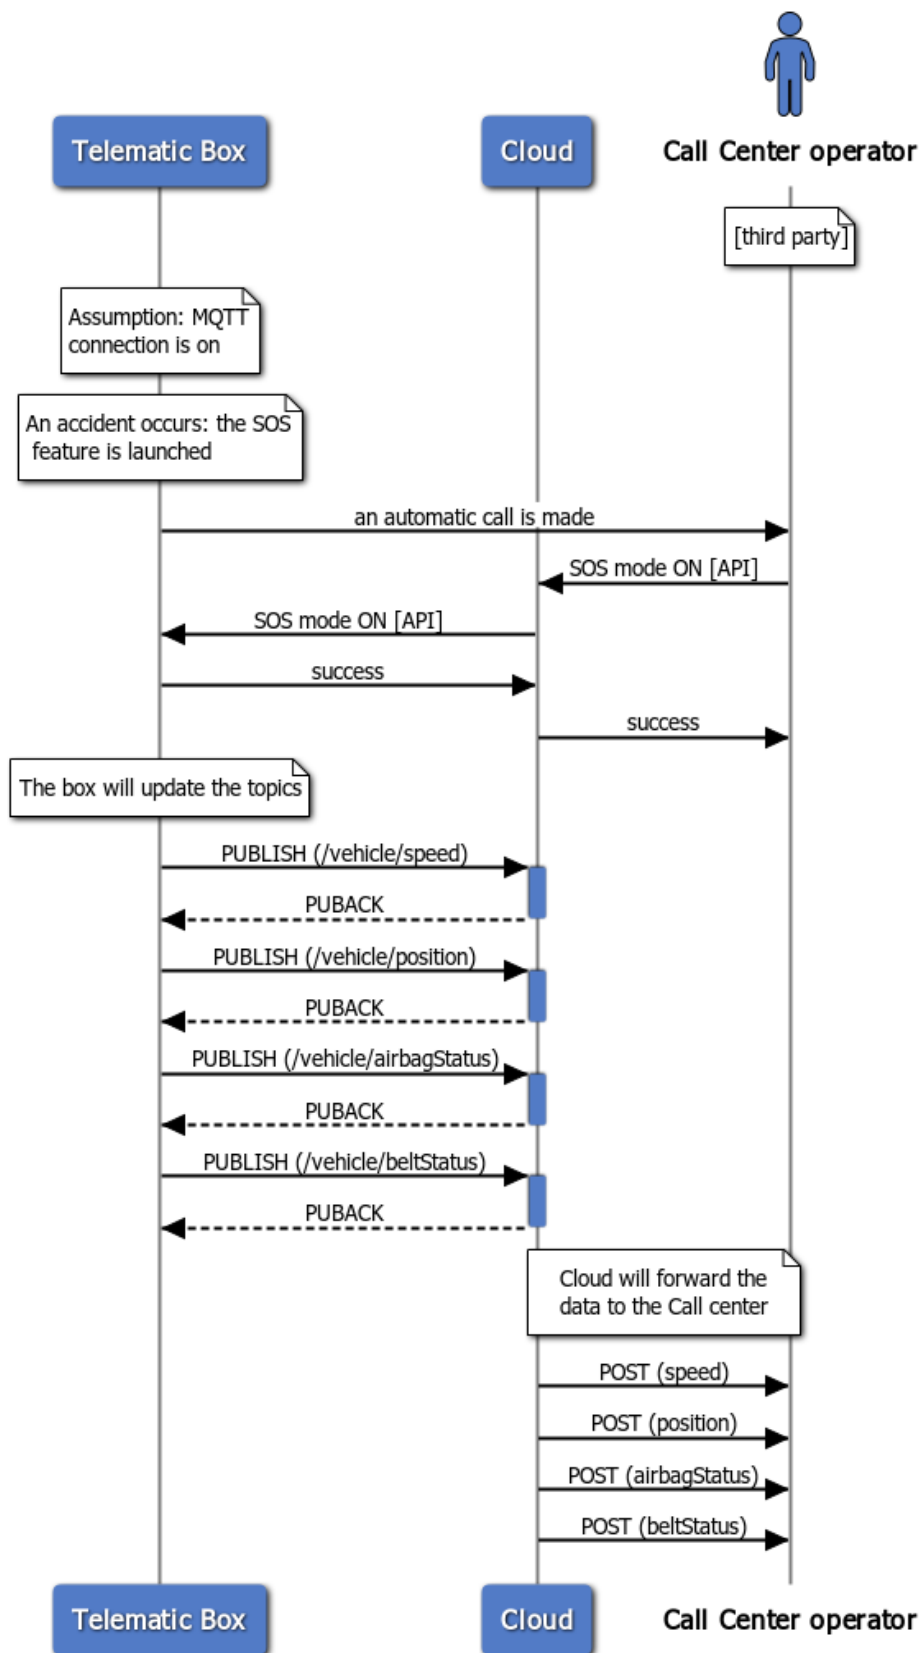 Telematic Box
Cloud
Call Center operator
[third party]
Assumption: MQTT
connection is on
An accident occurs: the SOS
feature is launched
an automatic call is made
SOS mode ON [API]
SOS mode ON [API]
success
success
The box will update the topics
PUBLISH (/vehicle/speed)
PUBACK
PUBLISH (/vehicle/position)
PUBACK
PUBLISH (/vehicle/airbagStatus)
PUBACK
PUBLISH (/vehicle/beltStatus)
PUBACK
Cloud will forward the
data to the Call center
POST (speed)
POST (position)
POST (airbagStatus)
POST (beltStatus)
Telematic Box
Cloud
Call Center operator